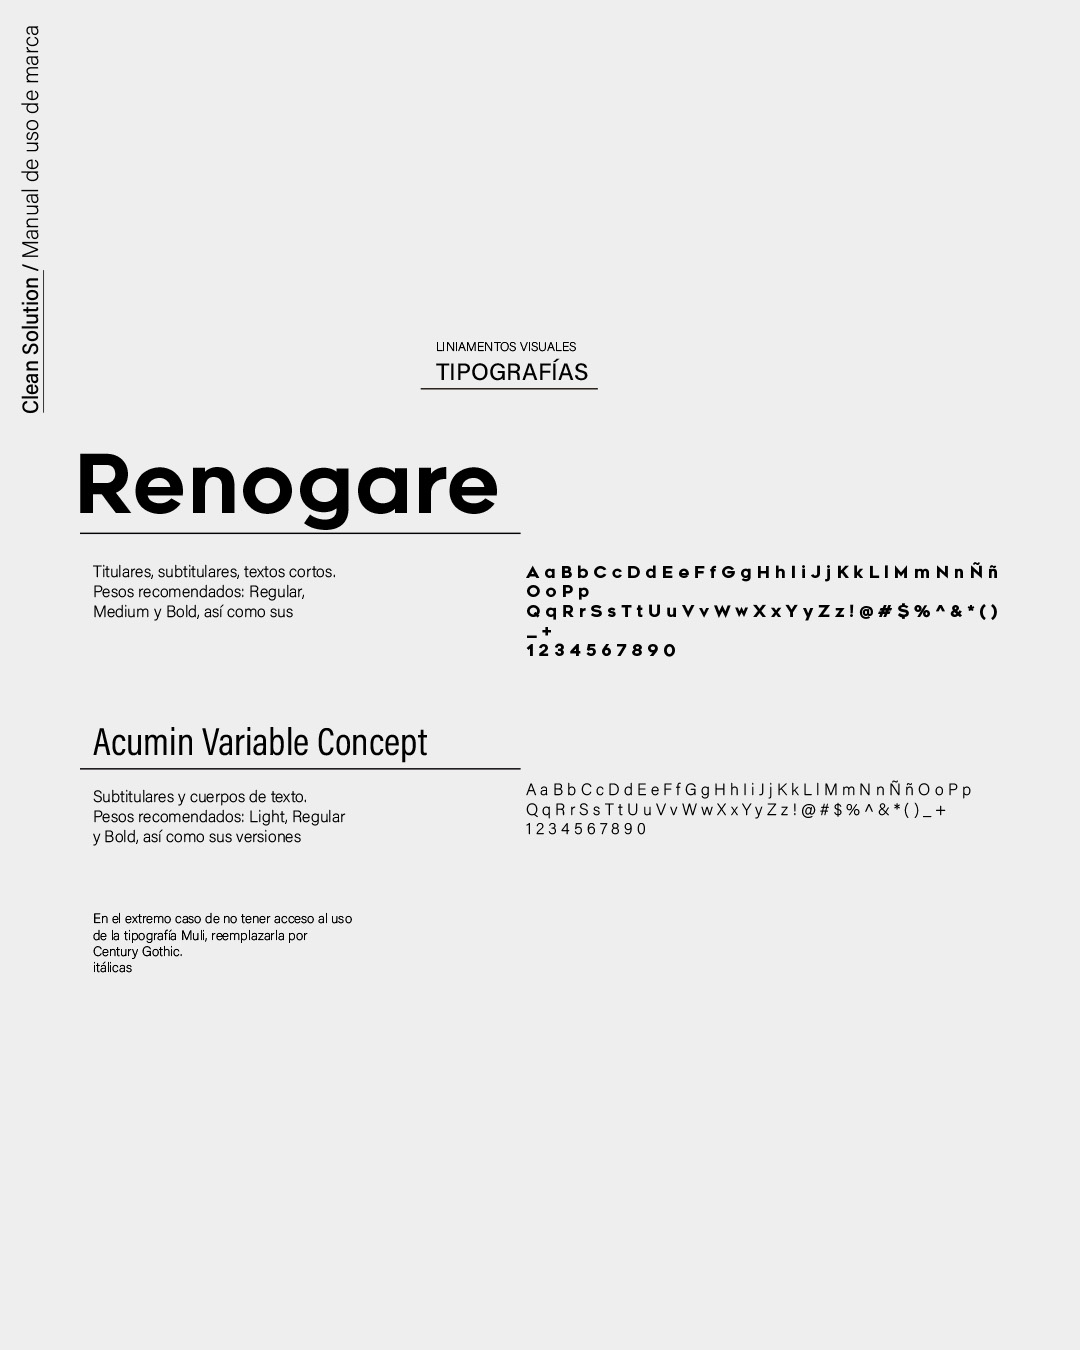 Clean Solution / Manual de uso de marca
LINIAMENTOS VISUALES
TIPOGRAFÍAS
Renogare
Titulares, subtitulares, textos cortos.
Pesos recomendados: Regular,
Medium y Bold, así como sus
A a B b C c D d E e F f G g H h I i J j K k L l M m N n Ñ ñ
O o P p
Q q R r S s T t U u V v W w X x Y y Z z ! @ # $ % ^ & * ( )
_ +
1 2 3 4 5 6 7 8 9 0
Acumin Variable Concept
Subtitulares y cuerpos de texto.
Pesos recomendados: Light, Regular
y Bold, así como sus versiones
A a B b C c D d E e F f G g H h I i J j K k L l M m N n Ñ ñ O o P p
Q q R r S s T t U u V v W w X x Y y Z z ! @ # $ % ^ & * ( ) _ +
1 2 3 4 5 6 7 8 9 0
En el extremo caso de no tener acceso al uso
de la tipografía Muli, reemplazarla por
Century Gothic.
itálicas